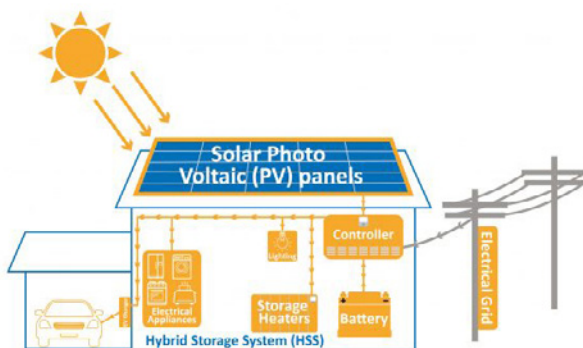 Solar Photo
Voltaic (PV) panels
Controller
Lighting
Electrical
Appliances
Storage
Heaters
Battery
Electrical Grid
Hybrid Storage System (HSS)